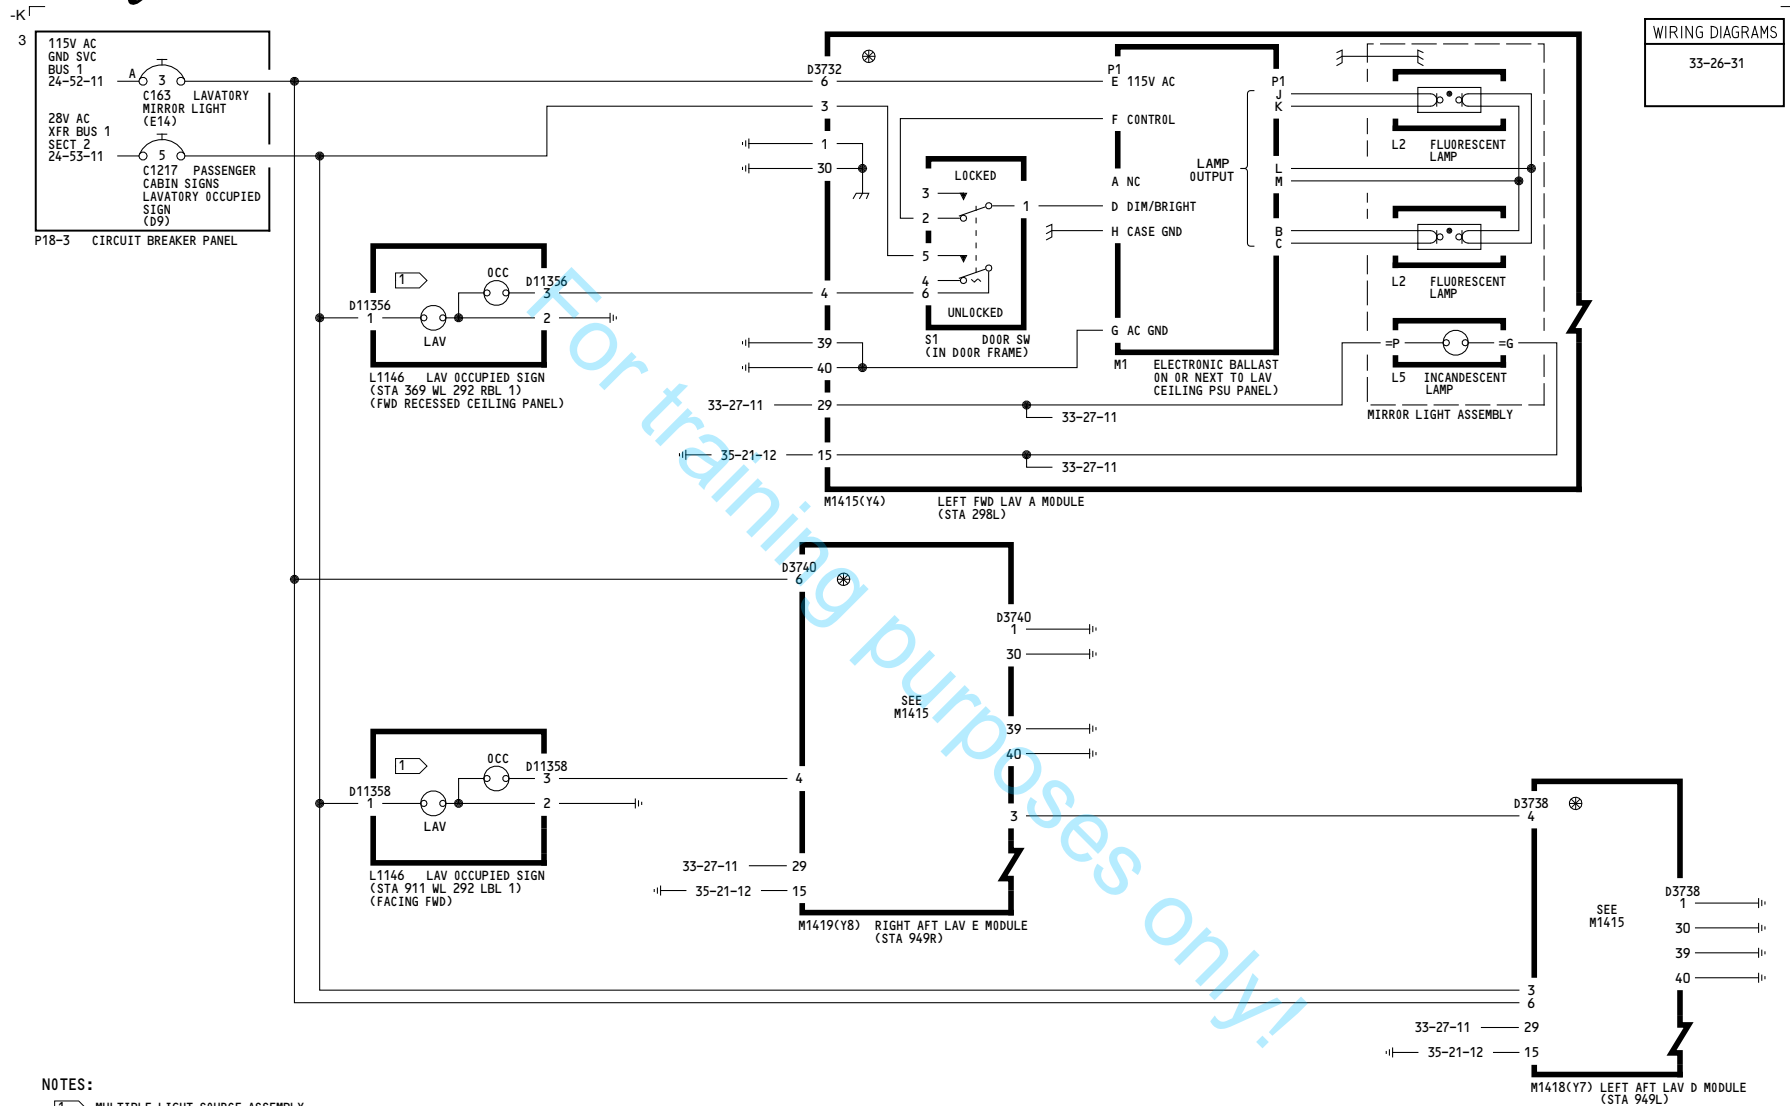 -K
3
WIRING DIAGRAMS
33-26-31
115V AC
GND SVC
BUS 1
24-52-11
A
3
C163 LAVATORY
MIRROR LIGHT
(E14)
28V AC
XFR BUS 1
SECT 2
24-53-11
5
C1217 PASSENGER
CABIN SIGNS
LAVATORY OCCUPIED
SIGN
(D9)
P18-3 CIRCUIT BREAKER PANEL
1
OCC
D11356
3
D11356
1
2
LAV
L1146 LAV OCCUPIED SIGN
(STA 369 WL 292 RBL 1)
(FWD RECESSED CEILING PANEL)
D3732
6
3
1
30
4
39
40
33-27-11
29
33-27-11
35-21-12
15
33-27-11
LOCKED
3
2
1
5
4
6
UNLOCKED
S1 DOOR SW
(IN DOOR FRAME)
P1
E 115V AC
F CONTROL
A NC
D DIM/BRIGHT
H CASE GND
G AC GND
P1
J
K
LAMP
OUTPUT
L
M
B
C
M1 ELECTRONIC BALLAST
ON OR NEXT TO LAV
CEILING PSU PANEL)
L2 FLUORESCENT
LAMP
L2 FLUORESCENT
LAMP
=P
=G
L5 INCANDESCENT
LAMP
MIRROR LIGHT ASSEMBLY
M1415(Y4) LEFT FWD LAV A MODULE
(STA 298L)
D3740
6
D3740
1
30
SEE
M1415
39
40
4
3
33-27-11
29
35-21-12
15
M1419(Y8) RIGHT AFT LAV E MODULE
(STA 949R)
1
OCC
D11358
3
D11358
1
2
LAV
L1146 LAV OCCUPIED SIGN
(STA 911 WL 292 LBL 1)
(FACING FWD)
D3738
4
D3738
1
SEE
M1415
30
39
40
3
6
33-27-11
29
35-21-12
15
M1418(Y7) LEFT AFT LAV D MODULE
(STA 949L)
For training purposes only!
NOTES:
1 MULTIPLE LIGHT SOURCE ASSEMBLY